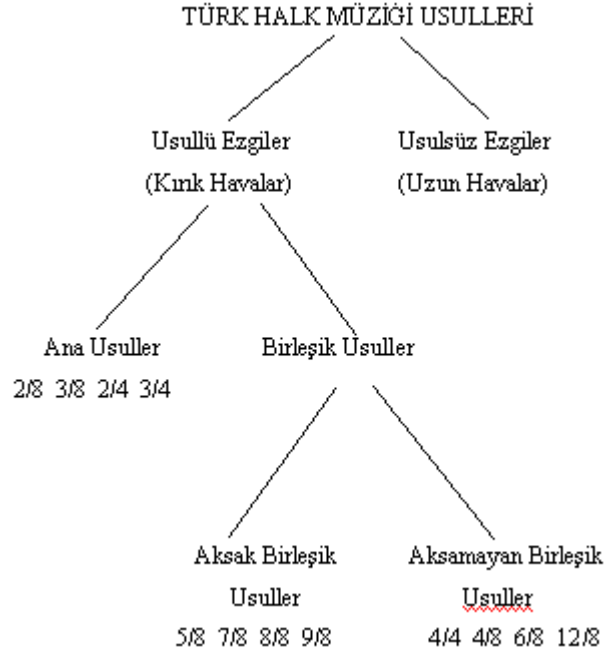 TÜRK HALK MÜZİĞİ USULLERİ
Usullü Ezgiler
(Kırık Havalar)
Usulsüz Ezgiler
(Uzun Havalar)
Ana Usuller
2/8 3/8 2/4 3/4
Birleşik Usuller
Aksak Birleşik
Usuller
5/8 7/8 8/8 9/8
Aksamayan Birleşik
Usuller
4/4 4/8 6/8 12/8